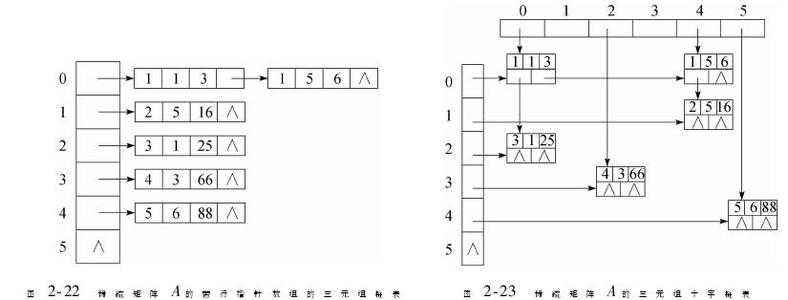 0 1 1 3 1 5 6 ∧
1 2 5 16 ∧
2 3 1 25 ∧
3 4 3 66 ∧
4 5 6 88 ∧
5 ∧
图 2-22 稀疏矩阵 A的带行指针数组的三元组链表
0 1 2 3 4 5
1 1 3 1 5 6
0 ∧
2 5 16
1 ∧ ∧
3 1 25
2 ∧ ∧
4 3 66
3 ∧ ∧
5 6 88
4 ∧ ∧
5 ∧
图 2-23 稀疏矩阵 A的三元组十字链表